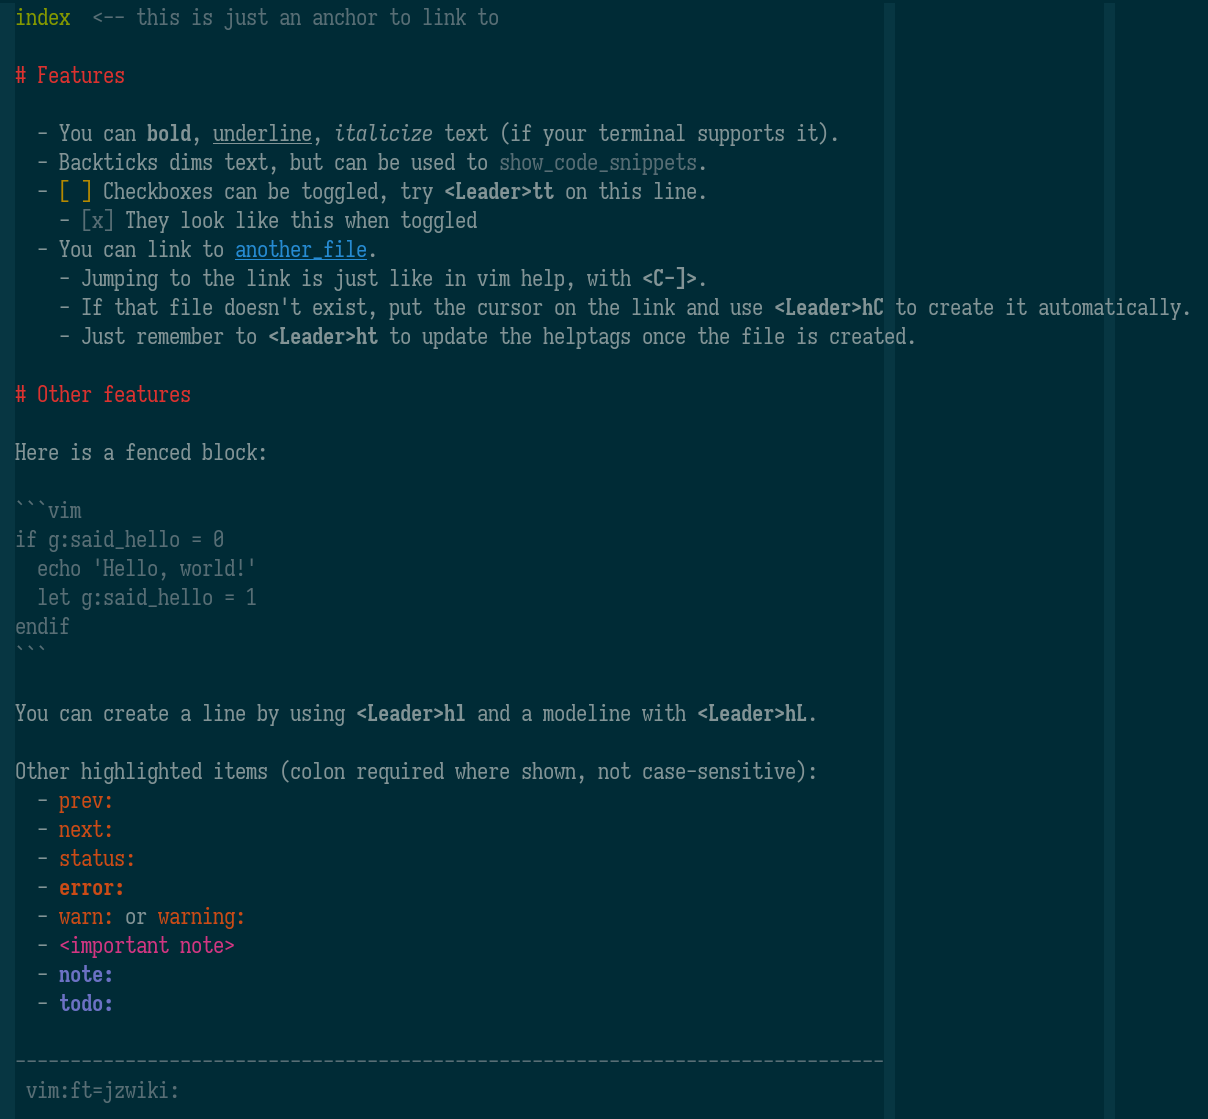 index  <-- this is just an anchor to link to
# Features
- You can bold, underline, italicize text (if your terminal supports it).
- Backticks dims text, but can be used to show_code_snippets.
- [ ] Checkboxes can be toggled, try <Leader>tt on this line.
- [x] They look like this when toggled
- You can link to another_file.
- Jumping to the link is just like in vim help, with <C-]>.
- If that file doesn't exist, put the cursor on the link and use <Leader>hC to create it automatically.
- Just remember to <Leader>ht to update the helptags once the file is created.
# Other features
Here is a fenced block:
```vim
if g:said_hello = 0
echo 'Hello, world!'
let g:said_hello = 1
endif
```
You can create a line by using <Leader>hl and a modeline with <Leader>hL.
Other highlighted items (colon required where shown, not case-sensitive):
- prev:
- next:
- status:
- error:
- warn: or warning:
- <important note>
- note:
- todo:
-------------------------------------------------------------------------------
vim:ft=jzwiki: